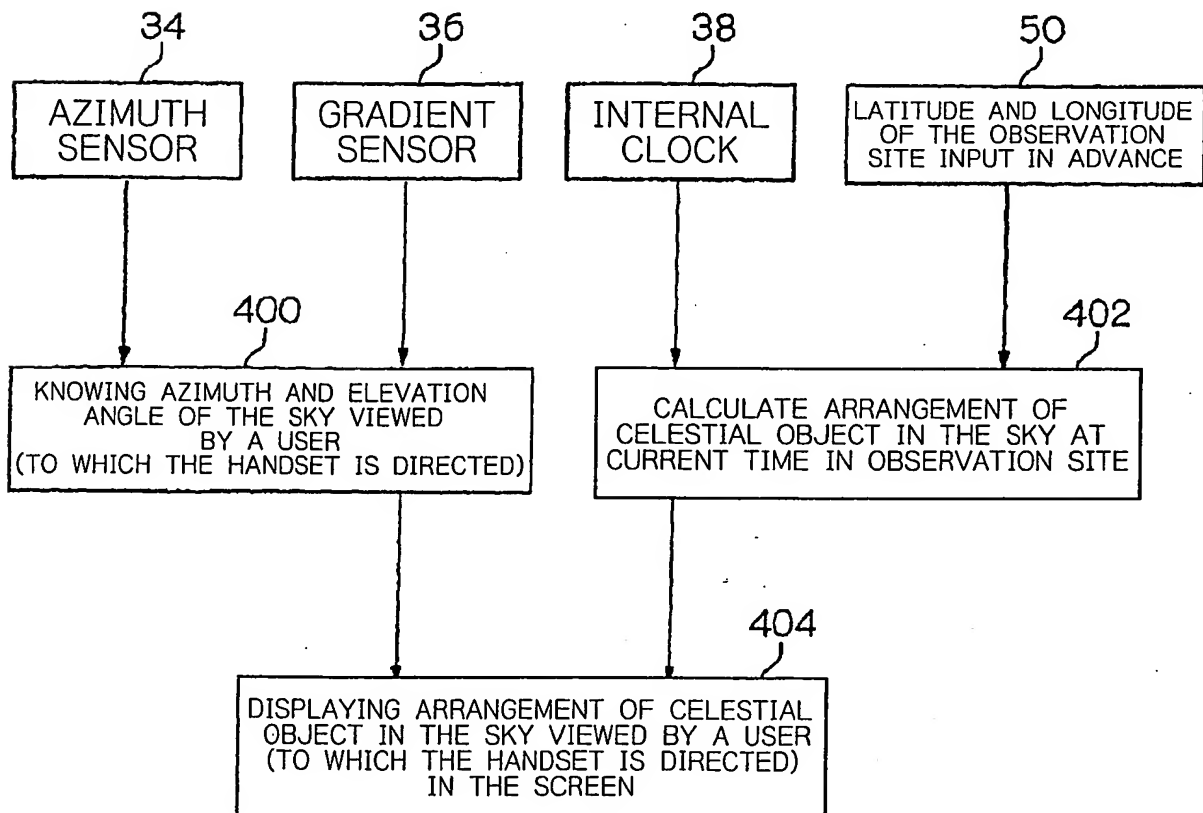 34
36
38
50
AZIMUTH
SENSOR
GRADIENT
SENSOR
INTERNAL
CLOCK
LATITUDE AND LONGITUDE
OF THE OBSERVATION
SITE INPUT IN ADVANCE
400
402
KNOWING AZIMUTH AND ELEVATION
ANGLE OF THE SKY VIEWED
BY A USER
(TO WHICH THE HANDSET IS DIRECTED)
CALCULATE ARRANGEMENT OF
CELESTIAL OBJECT IN THE SKY AT
CURRENT TIME IN OBSERVATION SITE
404
DISPLAYING ARRANGEMENT OF CELESTIAL
OBJECT IN THE SKY VIEWED BY A USER
(TO WHICH THE HANDSET IS DIRECTED)
IN THE SCREEN